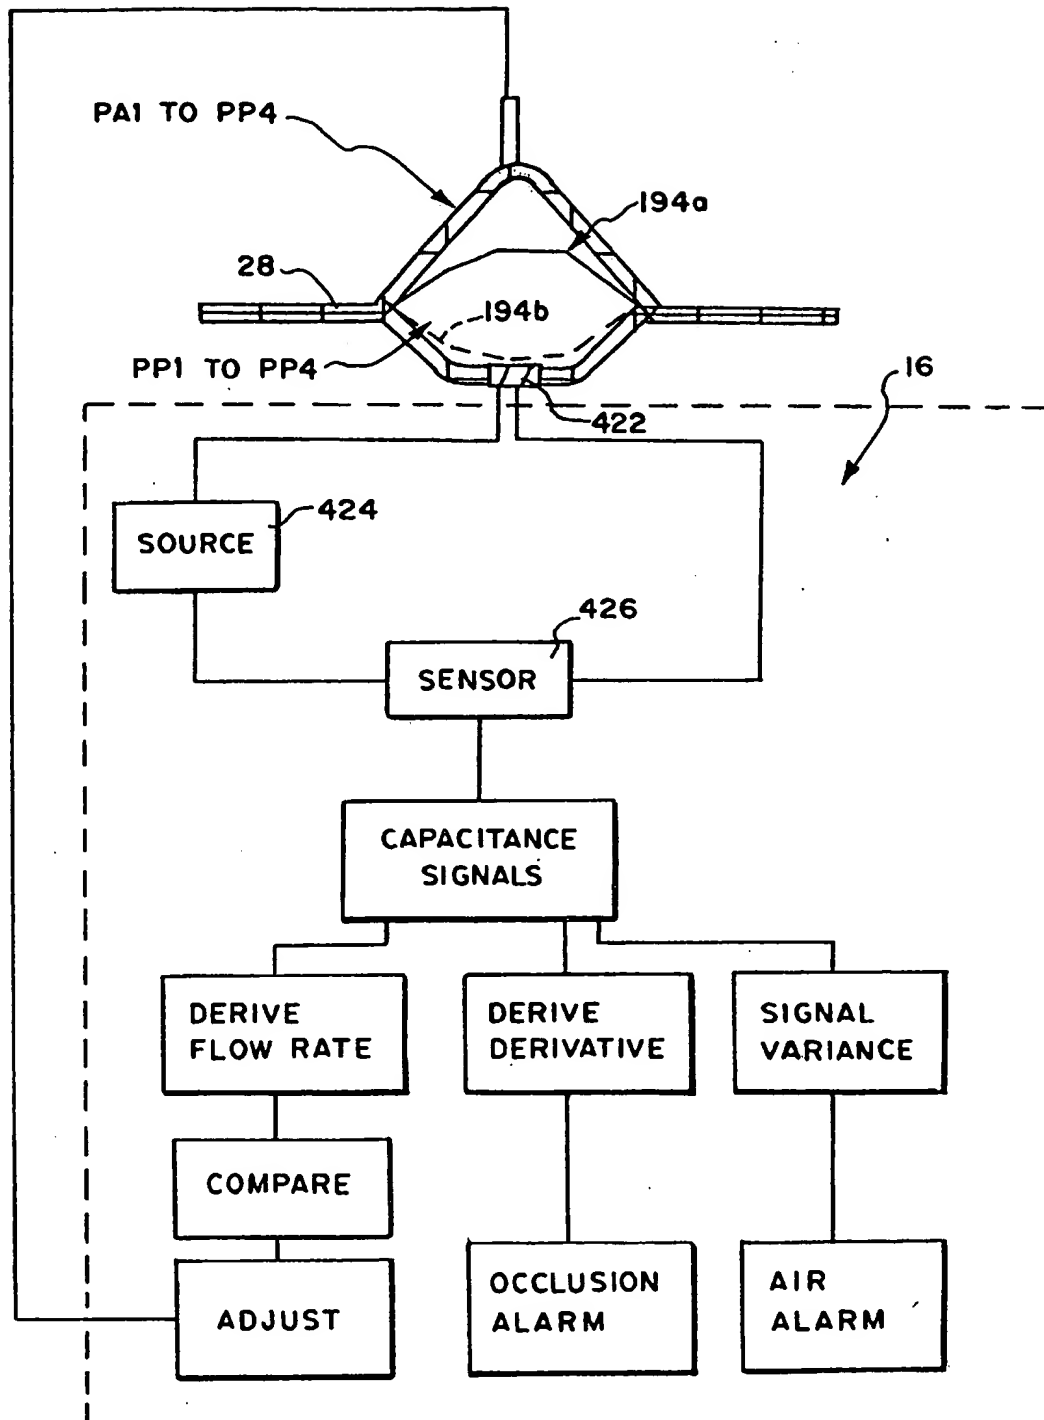 PA1 TO PP4
194a
28
194b
PP1 TO PP4
16
422
424
SOURCE
426
SENSOR
CAPACITANCE
SIGNALS
DERIVE
FLOW RATE
DERIVE
DERIVATIVE
SIGNAL
VARIANCE
COMPARE
ADJUST
OCCLUSION
ALARM
AIR
ALARM